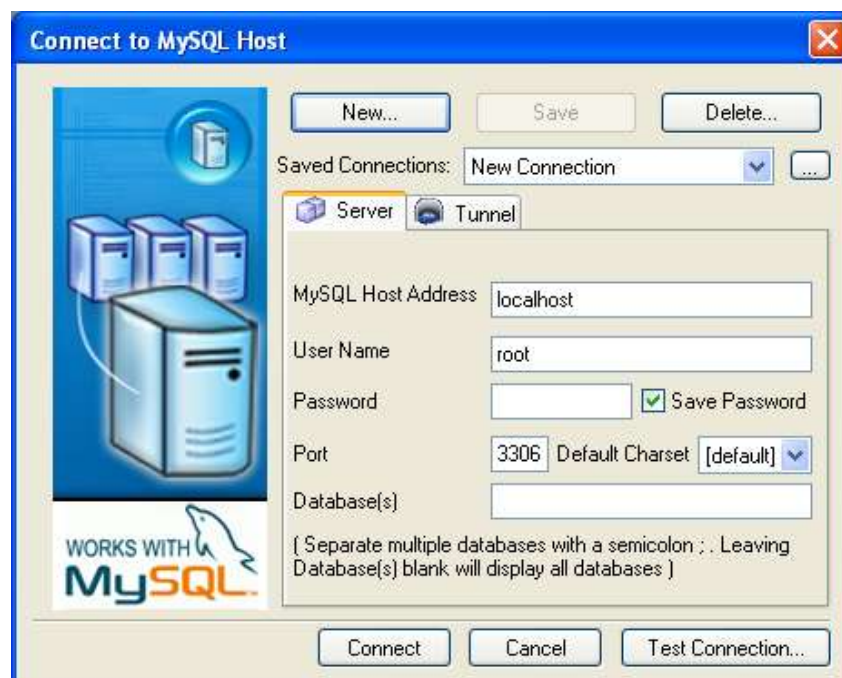 Connect to MySQL Host
New...
Save
Delete...
Saved Connections: New Connection ...
Server
Tunnel
MySQL Host Address localhost
User Name root
Password Save Password
Port 3306 Default Charset [default]
Database(s)
( Separate multiple databases with a semicolon ; . Leaving
Database(s) blank will display all databases )
WORKS WITH
MySQL.
Connect
Cancel
Test Connection...